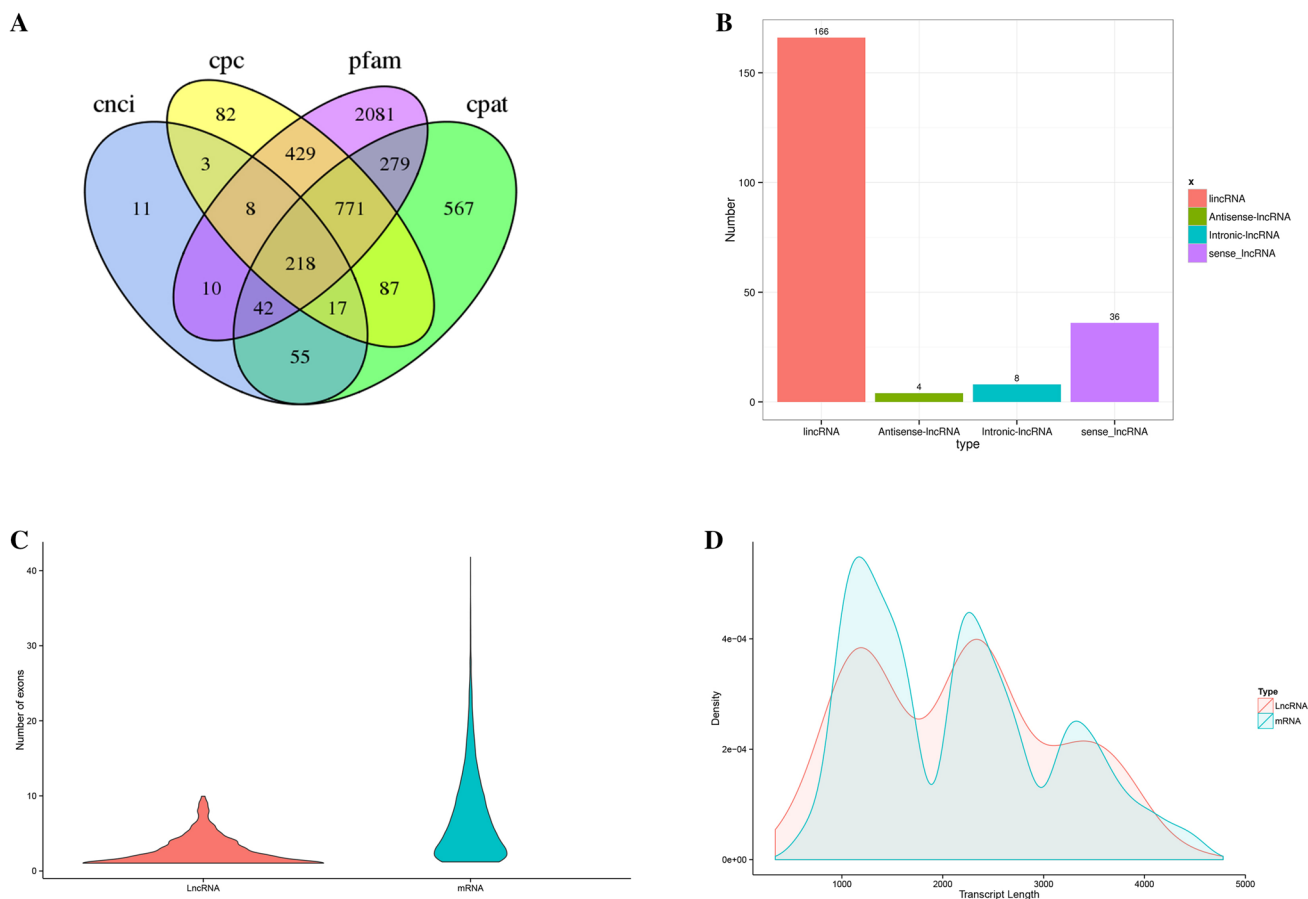 A
cnci
cpc
pfam
cpat
82
2081
3
429
279
11
8
771
567
218
10
42
17
87
55
B
166
4
8
36
150
100
50
0
Number
lincRNA
Antisense-lncRNA
Intronic-lncRNA
sense_lncRNA
type
x
lincRNA
Antisense-lncRNA
Intronic-lncRNA
sense_lncRNA
C
40
30
20
10
0
Number of exons
LncRNA
mRNA
D
4e−04
2e−04
0e+00
Density
1000
2000
3000
4000
5000
Transcript Length
Type
LncRNA
mRNA